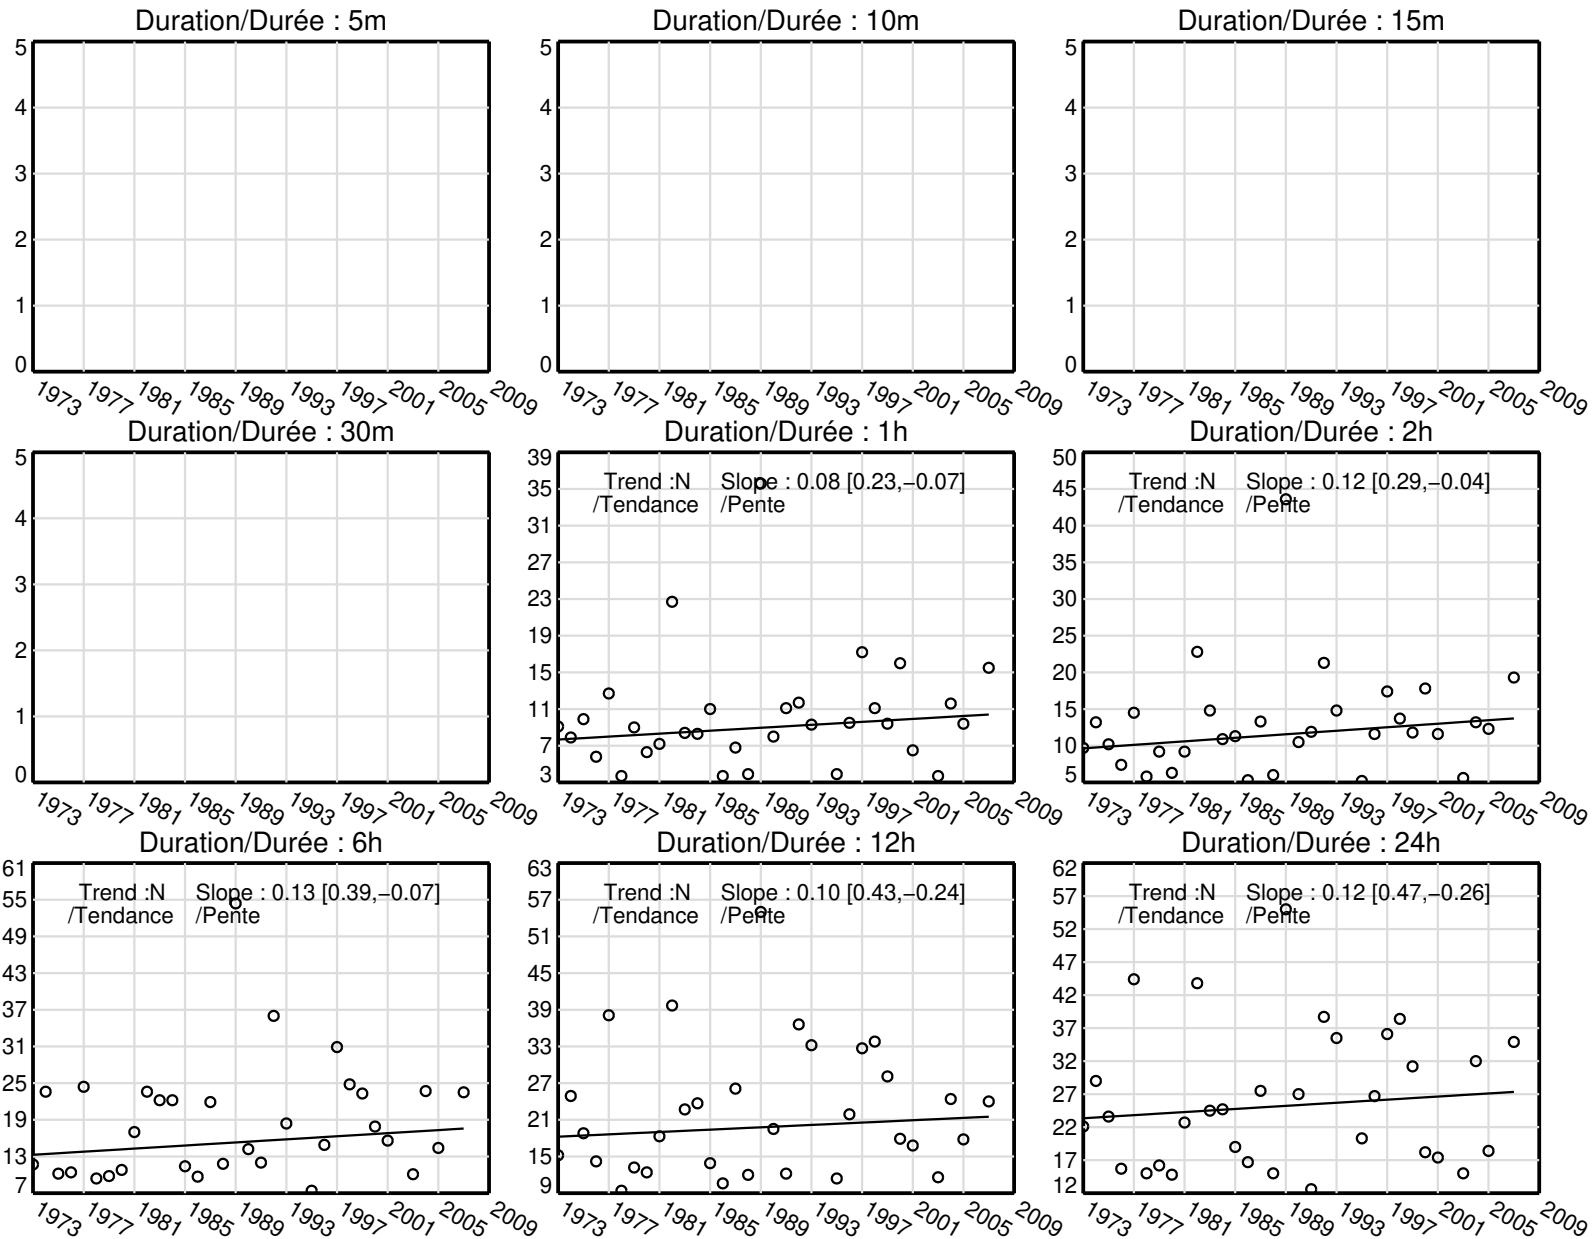 Duration/Durée : 5m
5
4
3
2
1
0
1973 1977 1981 1985 1989 1993 1997 2001 2005 2009
Duration/Durée : 10m
5
4
3
2
1
0
1973 1977 1981 1985 1989 1993 1997 2001 2005 2009
Duration/Durée : 15m
5
4
3
2
1
0
1973 1977 1981 1985 1989 1993 1997 2001 2005 2009
Duration/Durée : 30m
5
4
3
2
1
0
1973 1977 1981 1985 1989 1993 1997 2001 2005 2009
Duration/Durée : 1h
Trend :N Slope : 0.08 [0.23,−0.07]
/Tendance /Pente
39
35
31
27
23
19
15
11
7
3
1973 1977 1981 1985 1989 1993 1997 2001 2005 2009
Duration/Durée : 2h
Trend :N Slope : 0.12 [0.29,−0.04]
/Tendance /Pente
50
45
40
35
30
25
20
15
10
5
1973 1977 1981 1985 1989 1993 1997 2001 2005 2009
Duration/Durée : 6h
Trend :N Slope : 0.13 [0.39,−0.07]
/Tendance /Pente
61
55
49
43
37
31
25
19
13
7
1973 1977 1981 1985 1989 1993 1997 2001 2005 2009
Duration/Durée : 12h
Trend :N Slope : 0.10 [0.43,−0.24]
/Tendance /Pente
63
57
51
45
39
33
27
21
15
9
1973 1977 1981 1985 1989 1993 1997 2001 2005 2009
Duration/Durée : 24h
Trend :N Slope : 0.12 [0.47,−0.26]
/Tendance /Pente
62
57
52
47
42
37
32
27
22
17
12
1973 1977 1981 1985 1989 1993 1997 2001 2005 2009